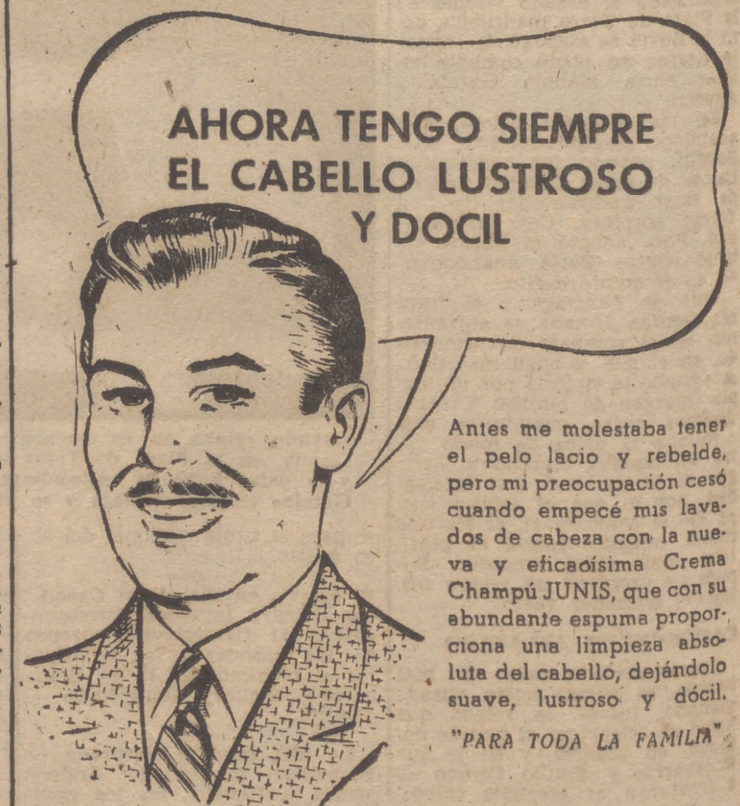 AHORA TENGO SIEMPRE
EL CABELLO LUSTROSO
Y DOCIL
Antes me molestaba tener
el pelo lacio y rebelde,
pero mi preocupación cesó
cuando empecé mis lava-
dos de cabeza con la nue-
va y eficacísima Crema
Champú JUNIS, que con su
abundante espuma propor-
ciona una limpieza abso-
luta del cabello, dejándolo
suave, lustroso y dócil.
"PARA TODA LA FAMILIA"